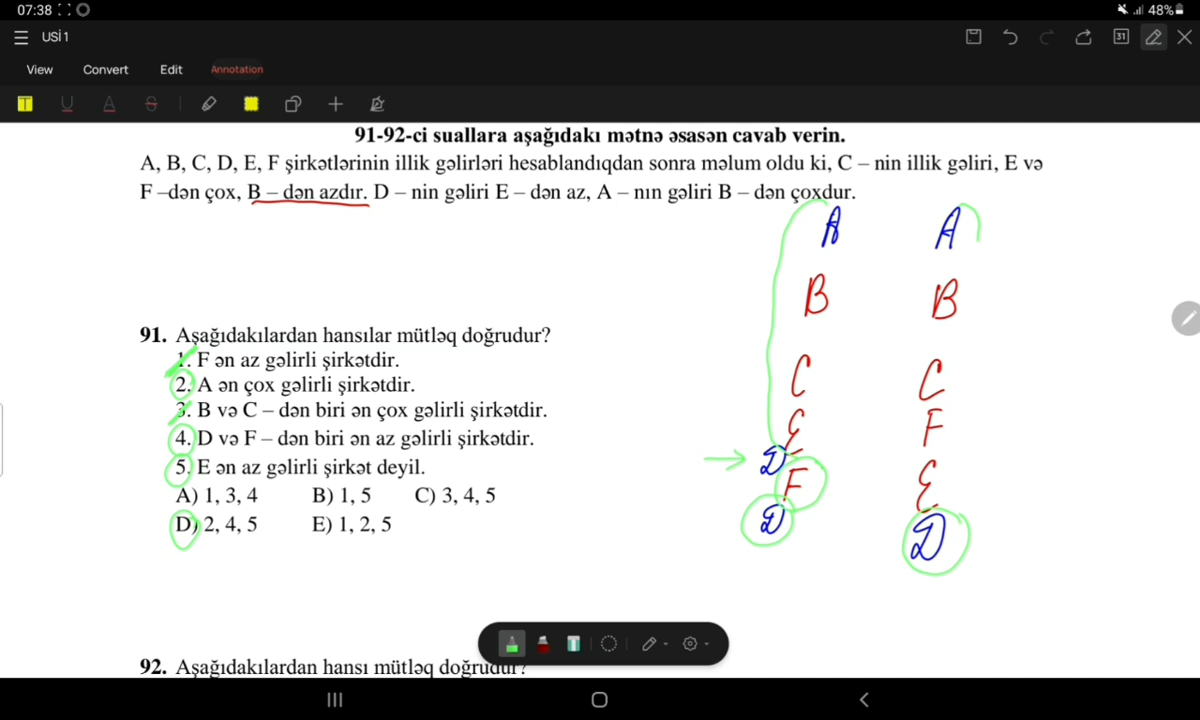 07:38
48%
USİ 1
31
View Convert Edit Annotation
T U A S
91-92-ci suallara aşağıdakı mətnə əsasən cavab verin.
A, B, C, D, E, F şirkətlərinin illik gəlirləri hesablandıqdan sonra məlum oldu ki, C – nin illik gəliri, E və
F –dən çox, B – dən azdır. D – nin gəliri E – dən az, A – nın gəliri B – dən çoxdur.
A A
B B
C C
E F
D
F E
D D
91. Aşağıdakılardan hansılar mütləq doğrudur?
1. F ən az gəlirli şirkətdir.
2. A ən çox gəlirli şirkətdir.
3. B və C – dən biri ən çox gəlirli şirkətdir.
4. D və F – dən biri ən az gəlirli şirkətdir.
5. E ən az gəlirli şirkət deyil.
A) 1, 3, 4 B) 1, 5 C) 3, 4, 5
D) 2, 4, 5 E) 1, 2, 5
92. Aşağıdakılardan hansı mütləq doğrudur?